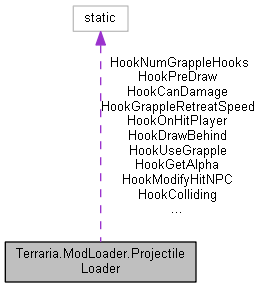 static
HookNumGrappleHooks
HookPreDraw
HookCanDamage
HookGrappleRetreatSpeed
HookOnHitPlayer
HookDrawBehind
HookUseGrapple
HookGetAlpha
HookModifyHitNPC
HookColliding
...
Terraria.ModLoader.Projectile
Loader